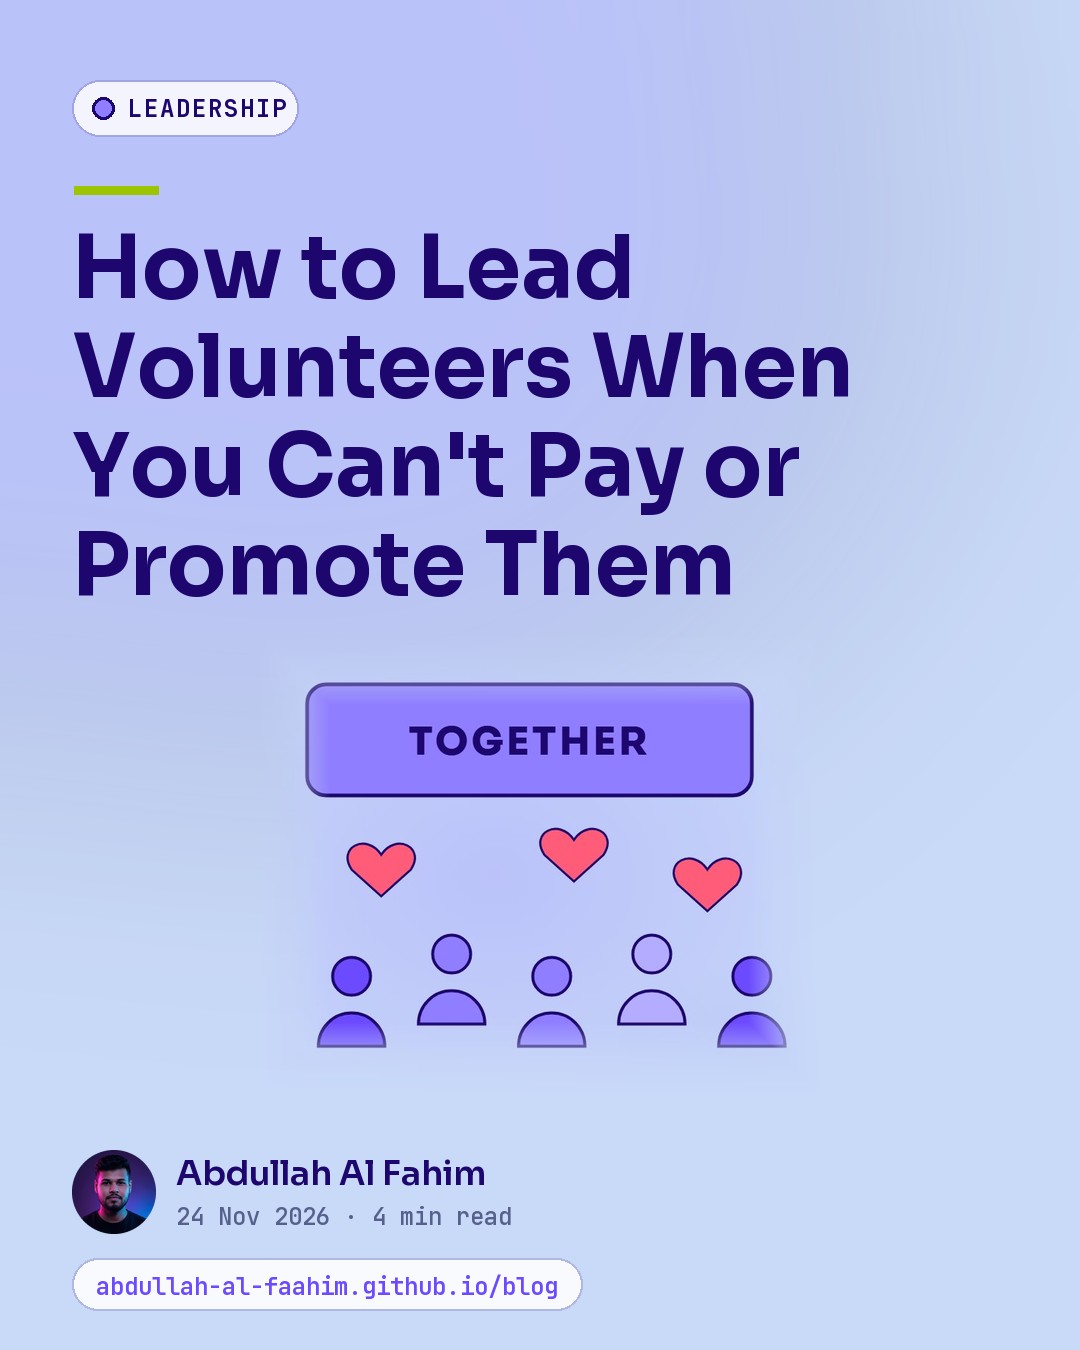 LEADERSHIP
How to Lead
Volunteers When
You Can't Pay or
Promote Them
TOGETHER
Abdullah Al Fahim
24 Nov 2026 · 4 min read
abdullah-al-faahim.github.io/blog